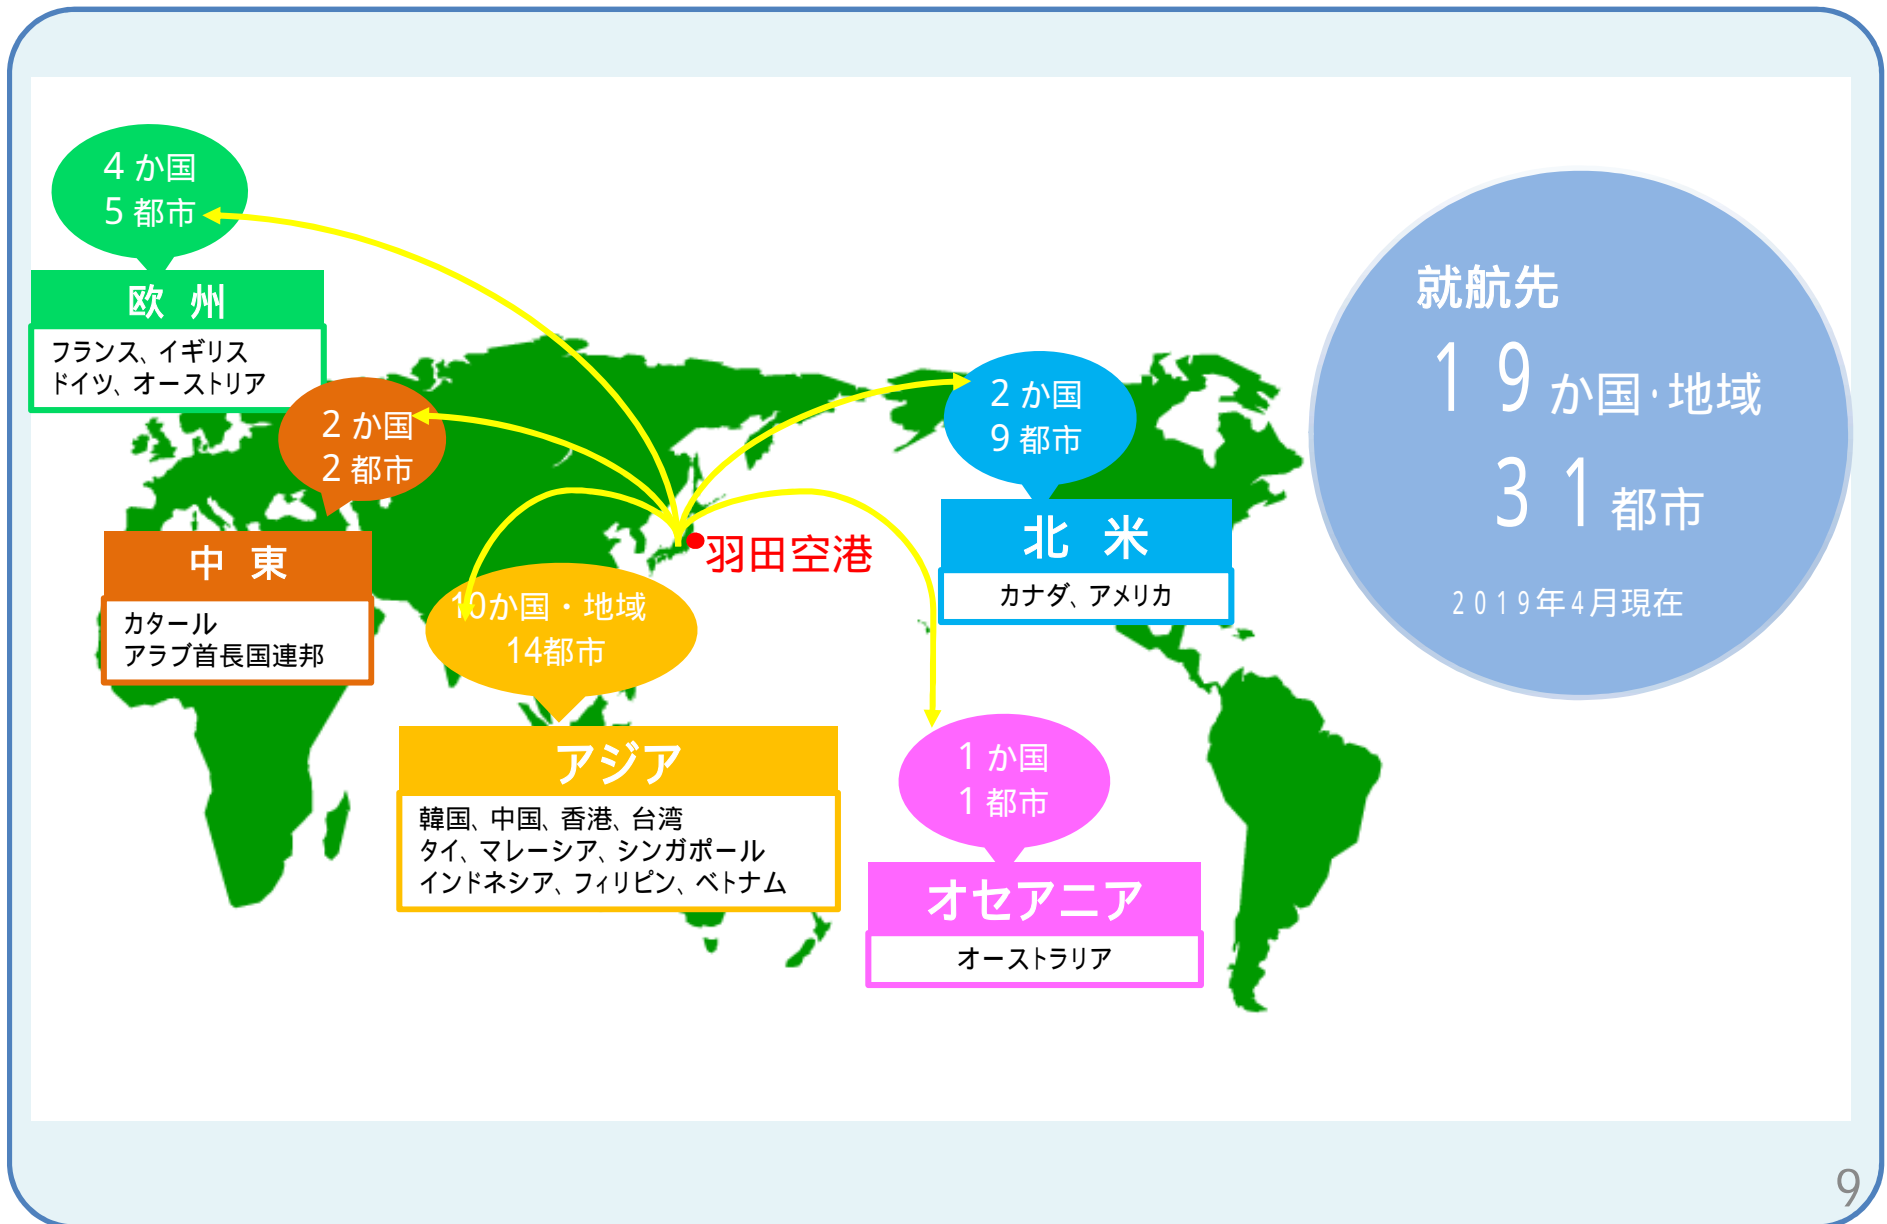 4 か国
5 都市
欧 州
フランス、イギリス
ドイツ、オーストリア
2 か国
2 都市
中 東
カタール
アラブ首長国連邦
10か国・地域
14都市
アジア
韓国、中国、香港、台湾
タイ、マレーシア、シンガポール
インドネシア、フィリピン、ベトナム
羽田空港
2 か国
9 都市
北 米
カナダ、アメリカ
1 か国
1 都市
オセアニア
オーストラリア
就航先
19か国・地域
31都市
2019年4月現在
9